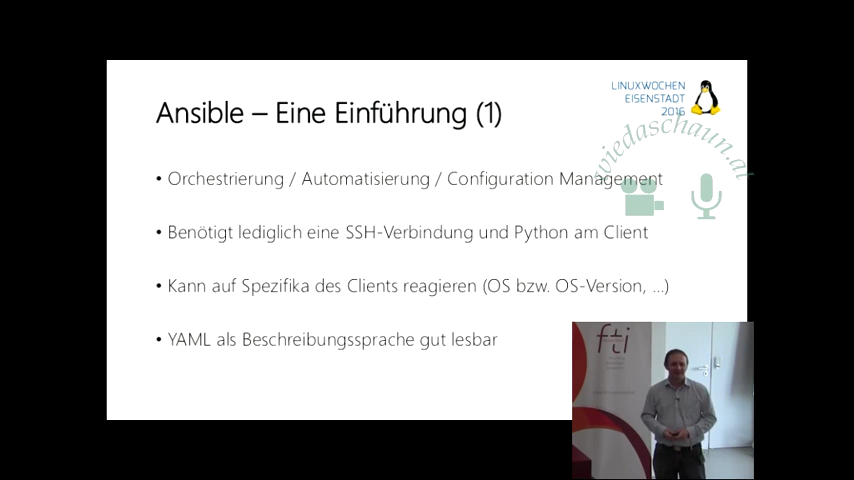 LINUXWOCHEN
EISENSTADT
2016
wiedaschaun.at
Ansible – Eine Einführung (1)
• Orchestrierung / Automatisierung / Configuration Management
• Benötigt lediglich eine SSH-Verbindung und Python am Client
• Kann auf Spezifika des Clients reagieren (OS bzw. OS-Version, ...)
• YAML als Beschreibungssprache gut lesbar
fti